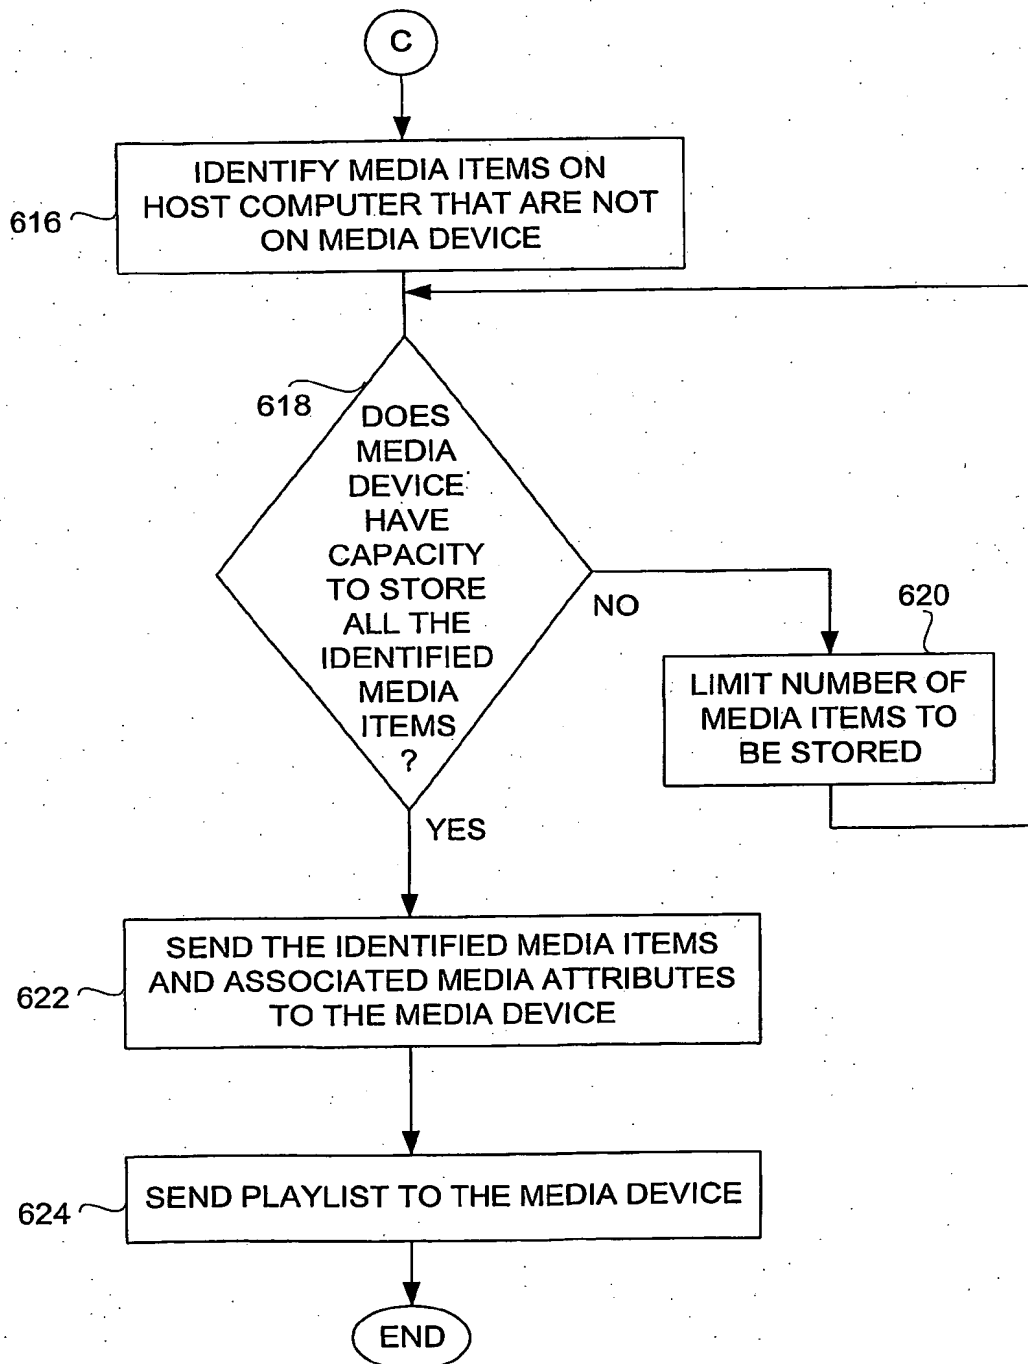 C
IDENTIFY MEDIA ITEMS ON
HOST COMPUTER THAT ARE NOT
ON MEDIA DEVICE
616
618
DOES
MEDIA
DEVICE
HAVE
CAPACITY
TO STORE
ALL THE
IDENTIFIED
MEDIA
ITEMS
?
NO
620
LIMIT NUMBER OF
MEDIA ITEMS TO
BE STORED
YES
SEND THE IDENTIFIED MEDIA ITEMS
AND ASSOCIATED MEDIA ATTRIBUTES
TO THE MEDIA DEVICE
622
SEND PLAYLIST TO THE MEDIA DEVICE
624
END